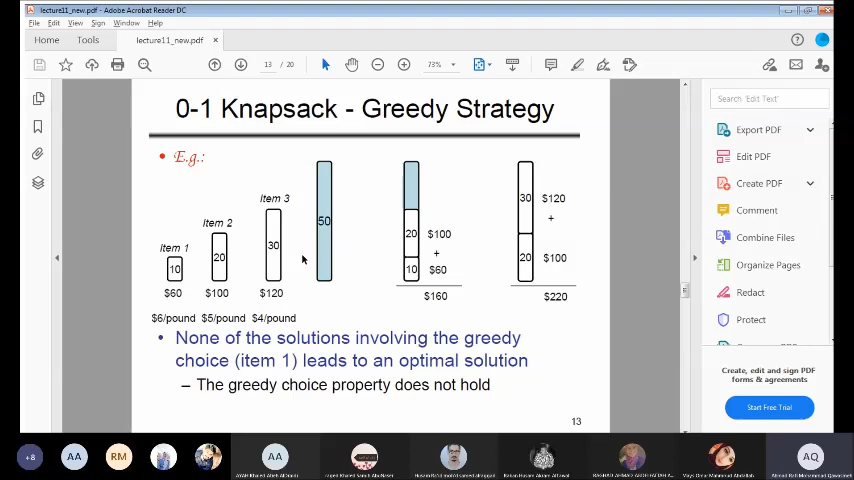 lecture11_new.pdf - Adobe Acrobat Reader DC
File Edit View Sign Window Help
Home Tools lecture11_new.pdf ×
13 / 20 73%
0-1 Knapsack - Greedy Strategy
• E.g.:
Item 1 Item 2 Item 3
10 20 30 50
$60 $100 $120
$6/pound $5/pound $4/pound
20 $100
+
10 $60
$160
30 $120
+
20 $100
$220
• None of the solutions involving the greedy
choice (item 1) leads to an optimal solution
– The greedy choice property does not hold
13
Search 'Edit Text'
Export PDF
Edit PDF
Create PDF
Comment
Combine Files
Organize Pages
Redact
Protect
Create, edit and sign PDF
forms & agreements
Start Free Trial
+8 AA RM AA AQ